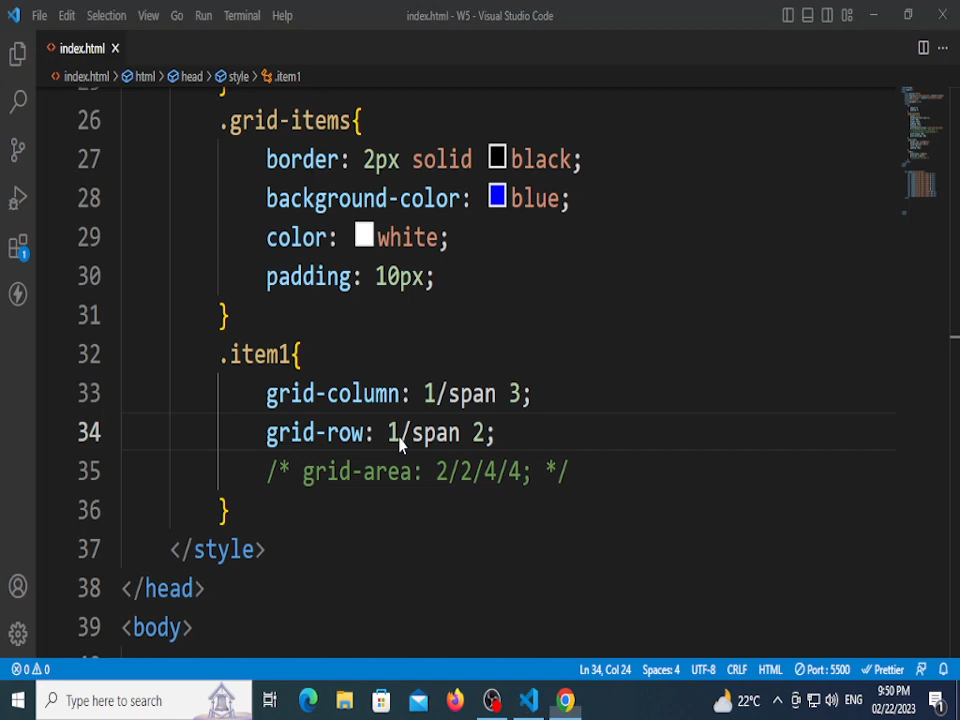 File Edit Selection View Go Run Terminal Help index.html - W5 - Visual Studio Code
index.html
index.html > html > head > style > .item1
}
26 .grid-items{
27 border: 2px solid black;
28 background-color: blue;
29 color: white;
30 padding: 10px;
31 }
32 .item1{
33 grid-column: 1/span 3;
34 grid-row: 1/span 2;
35 /* grid-area: 2/2/4/4; */
36 }
37 </style>
38 </head>
39 <body>
0 0 Ln 34, Col 24 Spaces: 4 UTF-8 CRLF HTML Port : 5500 Prettier
Type here to search 22°C ENG 9:50 PM
02/22/2023
1